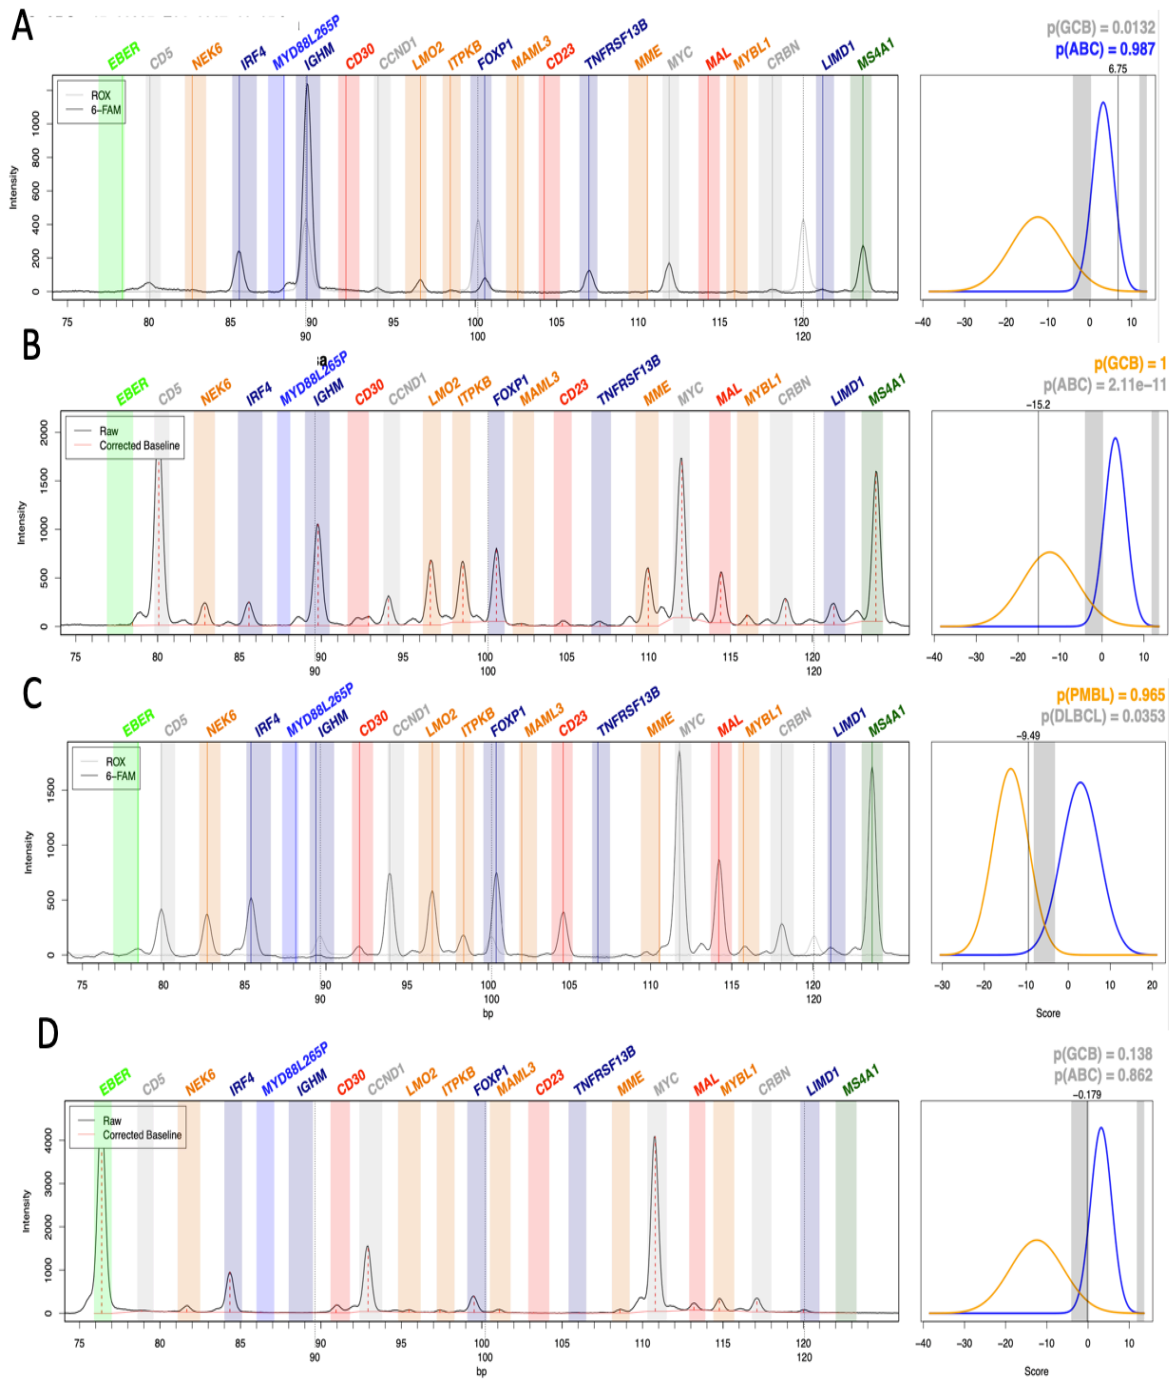 A
p(GCB) = 0.0132
p(ABC) = 0.987
6.75
EBER CD5 NEK6 IRF4 MYD88L265P IGHM CD30 CCND1 LMO2 ITPKB FOXP1 MAML3 CD23 TNFRSF13B MME MYC MAL MYBL1 CRBN LIMD1 MS4A1
ROX
6-FAM
Intensity
0 200 400 600 800 1000
75 80 85 90 95 100 105 110 115 120
90 100 120
-40 -30 -20 -10 0 10
B
p(GCB) = 1
p(ABC) = 2.11e-11
-15.2
EBER CD5 NEK6 IRF4 MYD88L265P IGHM CD30 CCND1 LMO2 ITPKB FOXP1 MAML3 CD23 TNFRSF13B MME MYC MAL MYBL1 CRBN LIMD1 MS4A1
Raw
Corrected Baseline
Intensity
0 500 1000 1500 2000
75 80 85 90 95 100 105 110 115 120
90 100 120
-40 -30 -20 -10 0 10
C
p(PMBL) = 0.965
p(DLBCL) = 0.0353
-9.49
EBER CD5 NEK6 IRF4 MYD88L265P IGHM CD30 CCND1 LMO2 ITPKB FOXP1 MAML3 CD23 TNFRSF13B MME MYC MAL MYBL1 CRBN LIMD1 MS4A1
ROX
6-FAM
Intensity
0 500 1000 1500
75 80 85 90 95 100 105 110 115 120
90 100 120
bp
-30 -20 -10 0 10 20
Score
D
p(GCB) = 0.138
p(ABC) = 0.862
-0.179
EBER CD5 NEK6 IRF4 MYD88L265P IGHM CD30 CCND1 LMO2 ITPKB FOXP1 MAML3 CD23 TNFRSF13B MME MYC MAL MYBL1 CRBN LIMD1 MS4A1
Raw
Corrected Baseline
Intensity
0 1000 2000 3000 4000
75 80 85 90 95 100 105 110 115 120
90 100 120
bp
-40 -30 -20 -10 0 10
Score